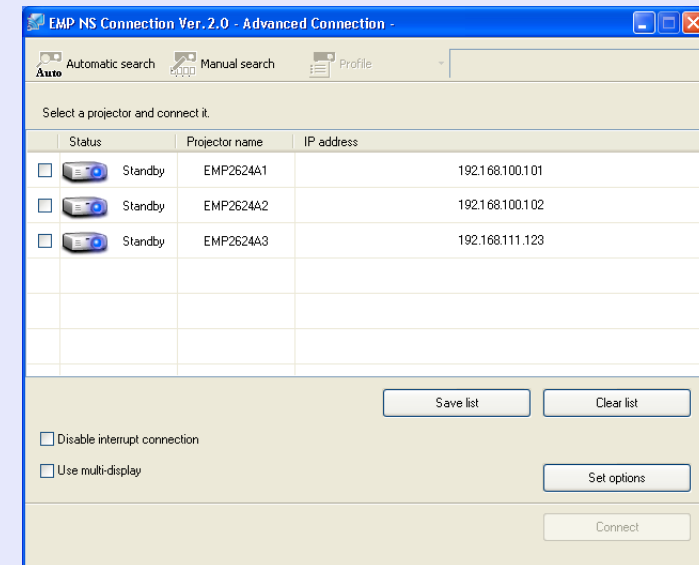 EMP NS Connection Ver.2.0 - Advanced Connection -
Auto Automatic search Manual search Profile
Select a projector and connect it.
Status Projector name IP address
Standby EMP2624A1 192.168.100.101
Standby EMP2624A2 192.168.100.102
Standby EMP2624A3 192.168.111.123
Save list Clear list
Disable interrupt connection
Use multi-display
Set options
Connect